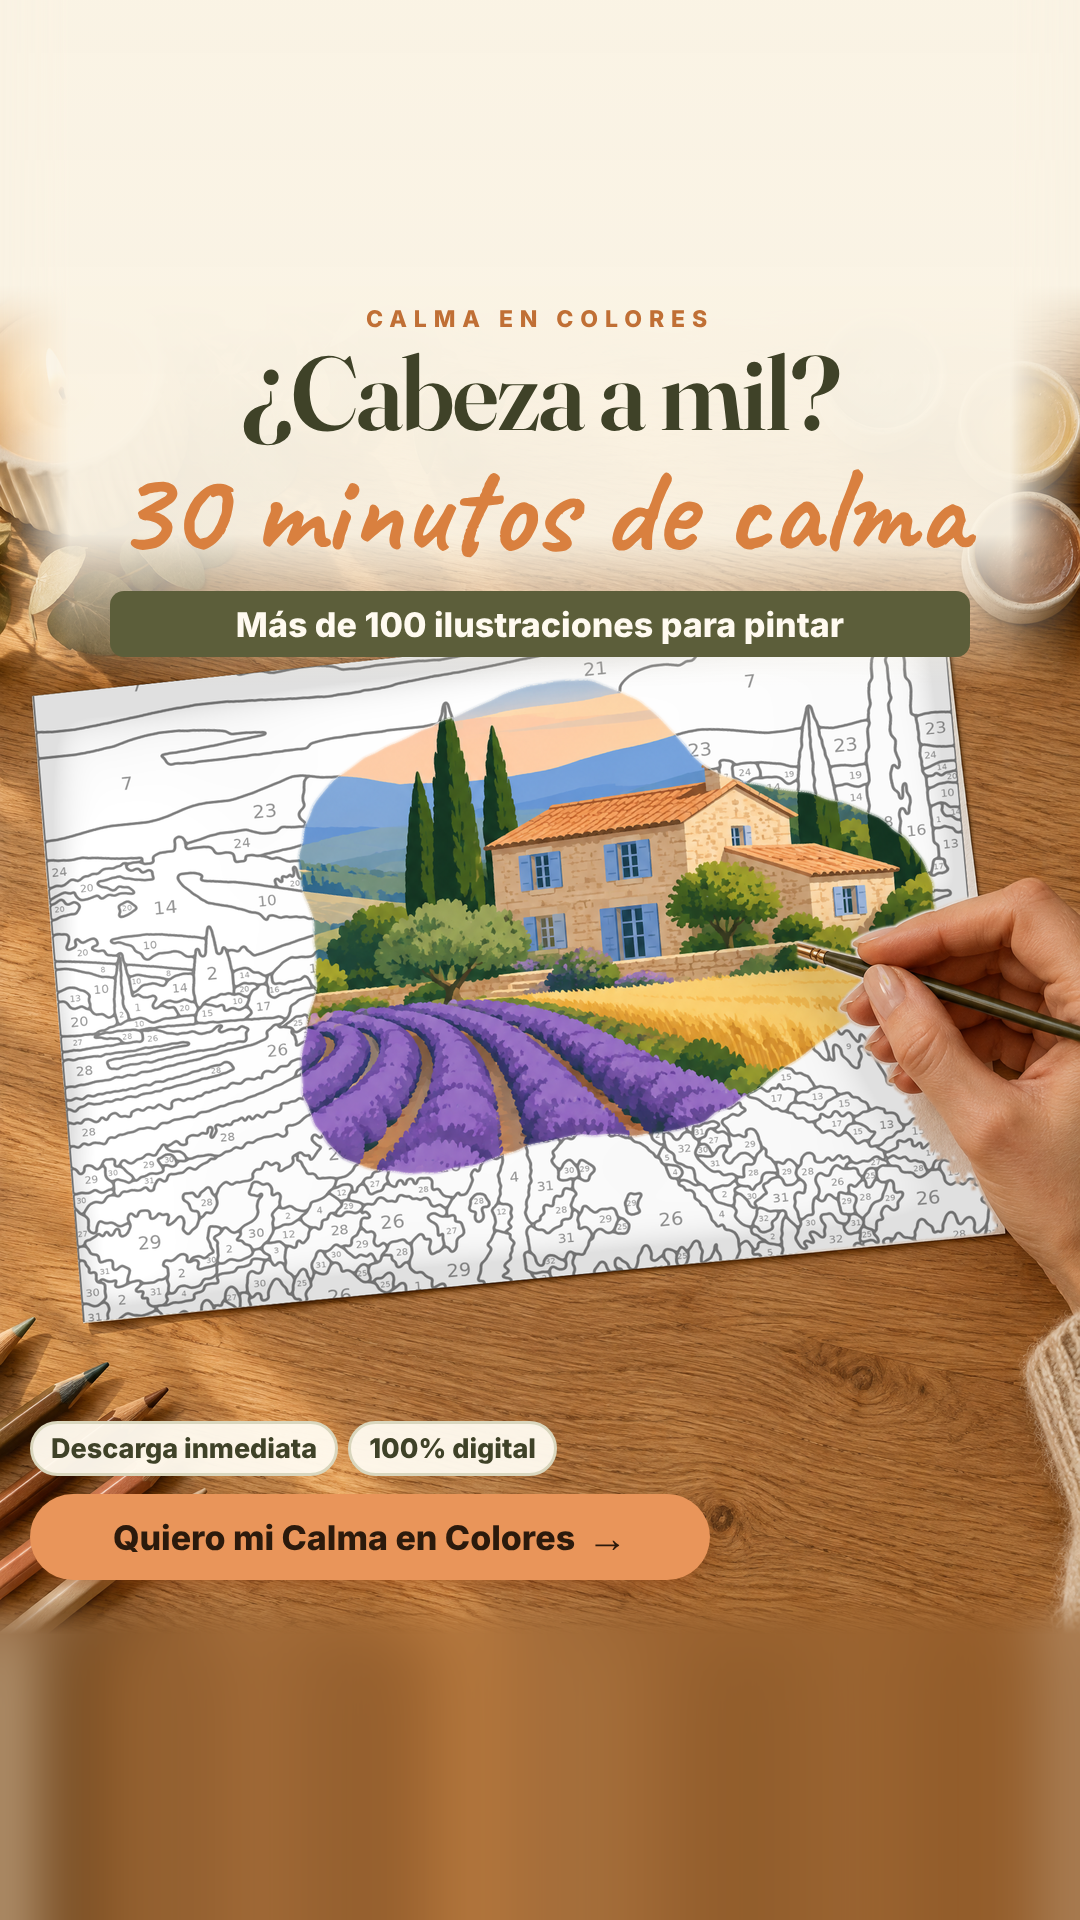 CALMA EN COLORES
¿Cabeza a mil?
30 minutos de calma
Más de 100 ilustraciones para pintar
Descarga inmediata
100% digital
Quiero mi Calma en Colores →